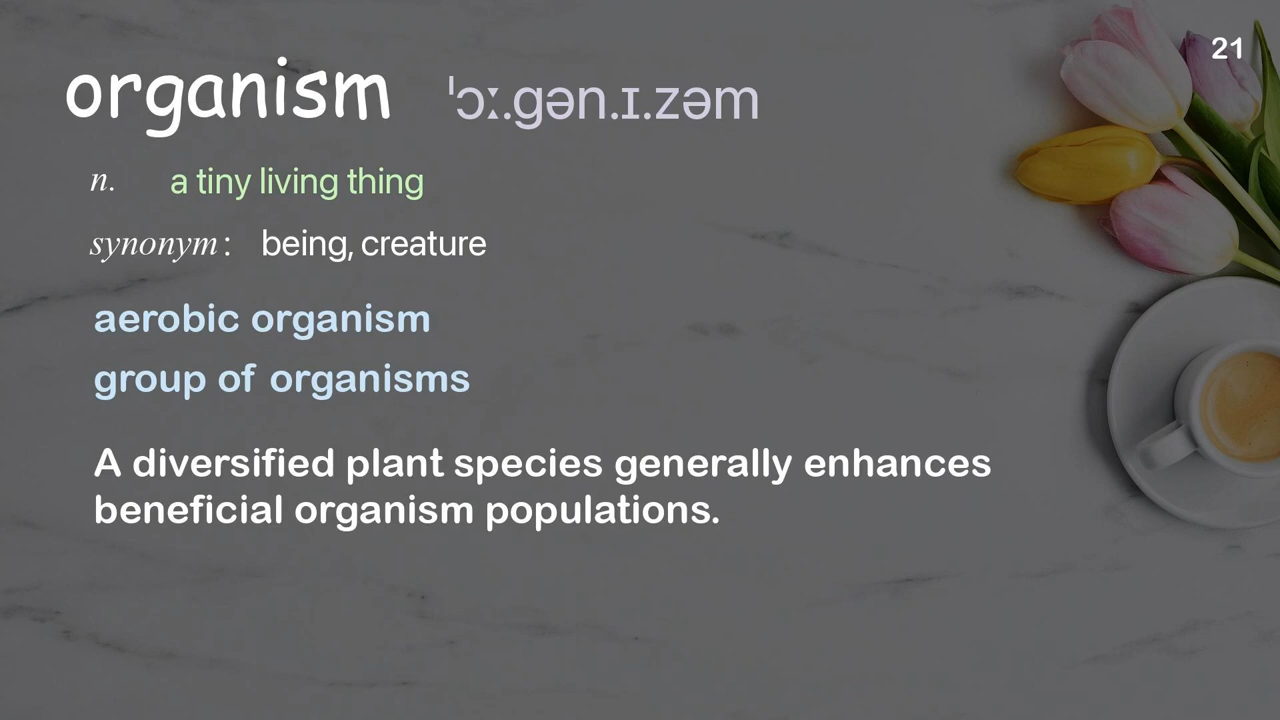 21
organism ˈɔː.gən.ɪ.zəm
n. a tiny living thing
synonym: being, creature
aerobic organism
group of organisms
A diversified plant species generally enhances
beneficial organism populations.